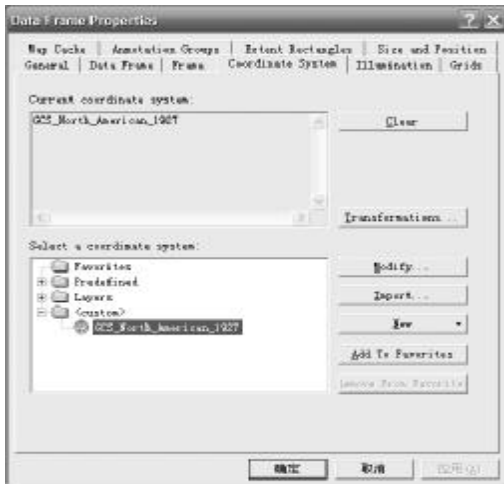 Data Frame Properties
Map Cache | Annotation Groups | Extent Rectangles | Size and Position
General | Data Frame | Frame | Coordinate System | Illumination | Grids
Current coordinate system:
GCS_North_American_1927
Clear
Transformations...
Select a coordinate system:
Favorites
Predefined
Layers
<custom>
GCS_North_American_1927
Modify...
Import...
New
Add To Favorites
Remove From Favorite
确定
取消
应用(A)